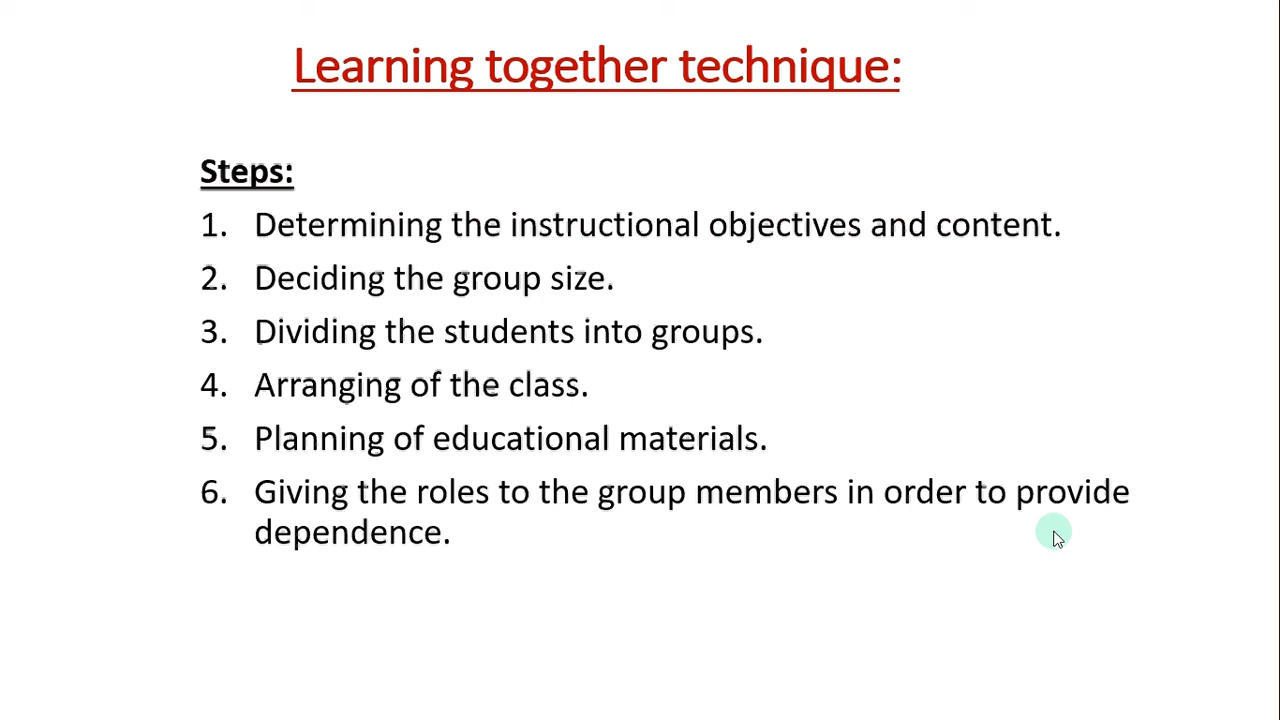 Learning together technique:
Steps:
1. Determining the instructional objectives and content.
2. Deciding the group size.
3. Dividing the students into groups.
4. Arranging of the class.
5. Planning of educational materials.
6. Giving the roles to the group members in order to provide
dependence.